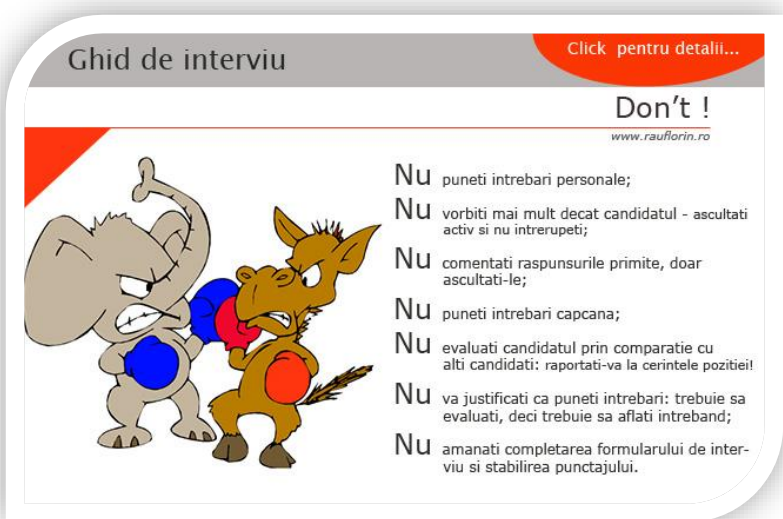 Ghid de interviu
Click pentru detalii...
Don't !
www.rauflorin.ro
Nu puneti intrebari personale;
Nu vorbiti mai mult decat candidatul - ascultati
activ si nu intrerupeti;
Nu comentati raspunsurile primite, doar
ascultati-le;
Nu puneti intrebari capcana;
Nu evaluati candidatul prin comparatie cu
alti candidati: raportati-va la cerintele pozitiei!
Nu va justificati ca puneti intrebari: trebuie sa
evaluati, deci trebuie sa aflati intreband;
Nu amanati completarea formularului de inter-
viu si stabilirea punctajului.